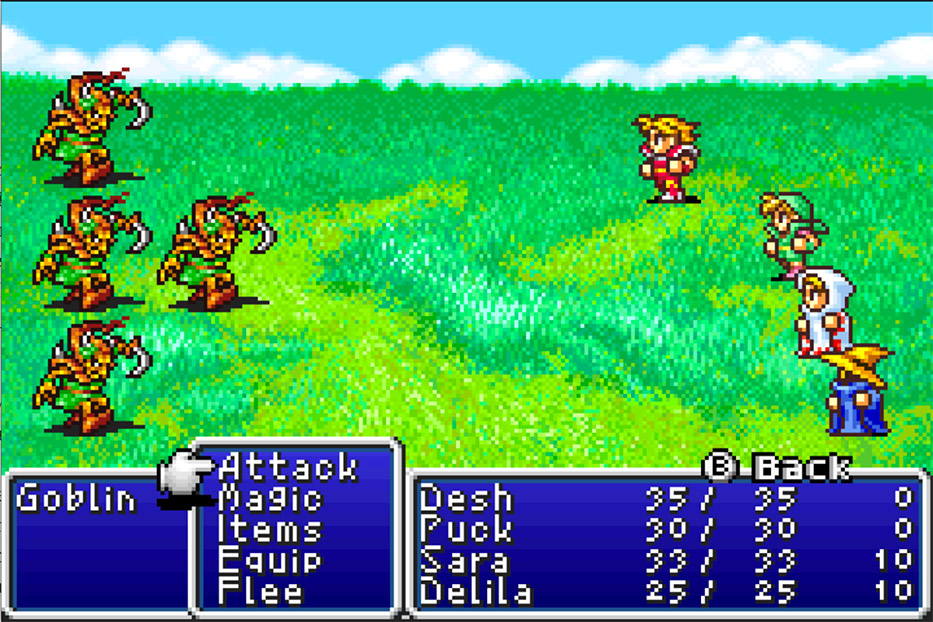 Goblin
Attack
Magic
Items
Equip
Flee
B Back
Desh 35/ 35 0
Puck 30/ 30 0
Sara 33/ 33 10
Delila 25/ 25 10